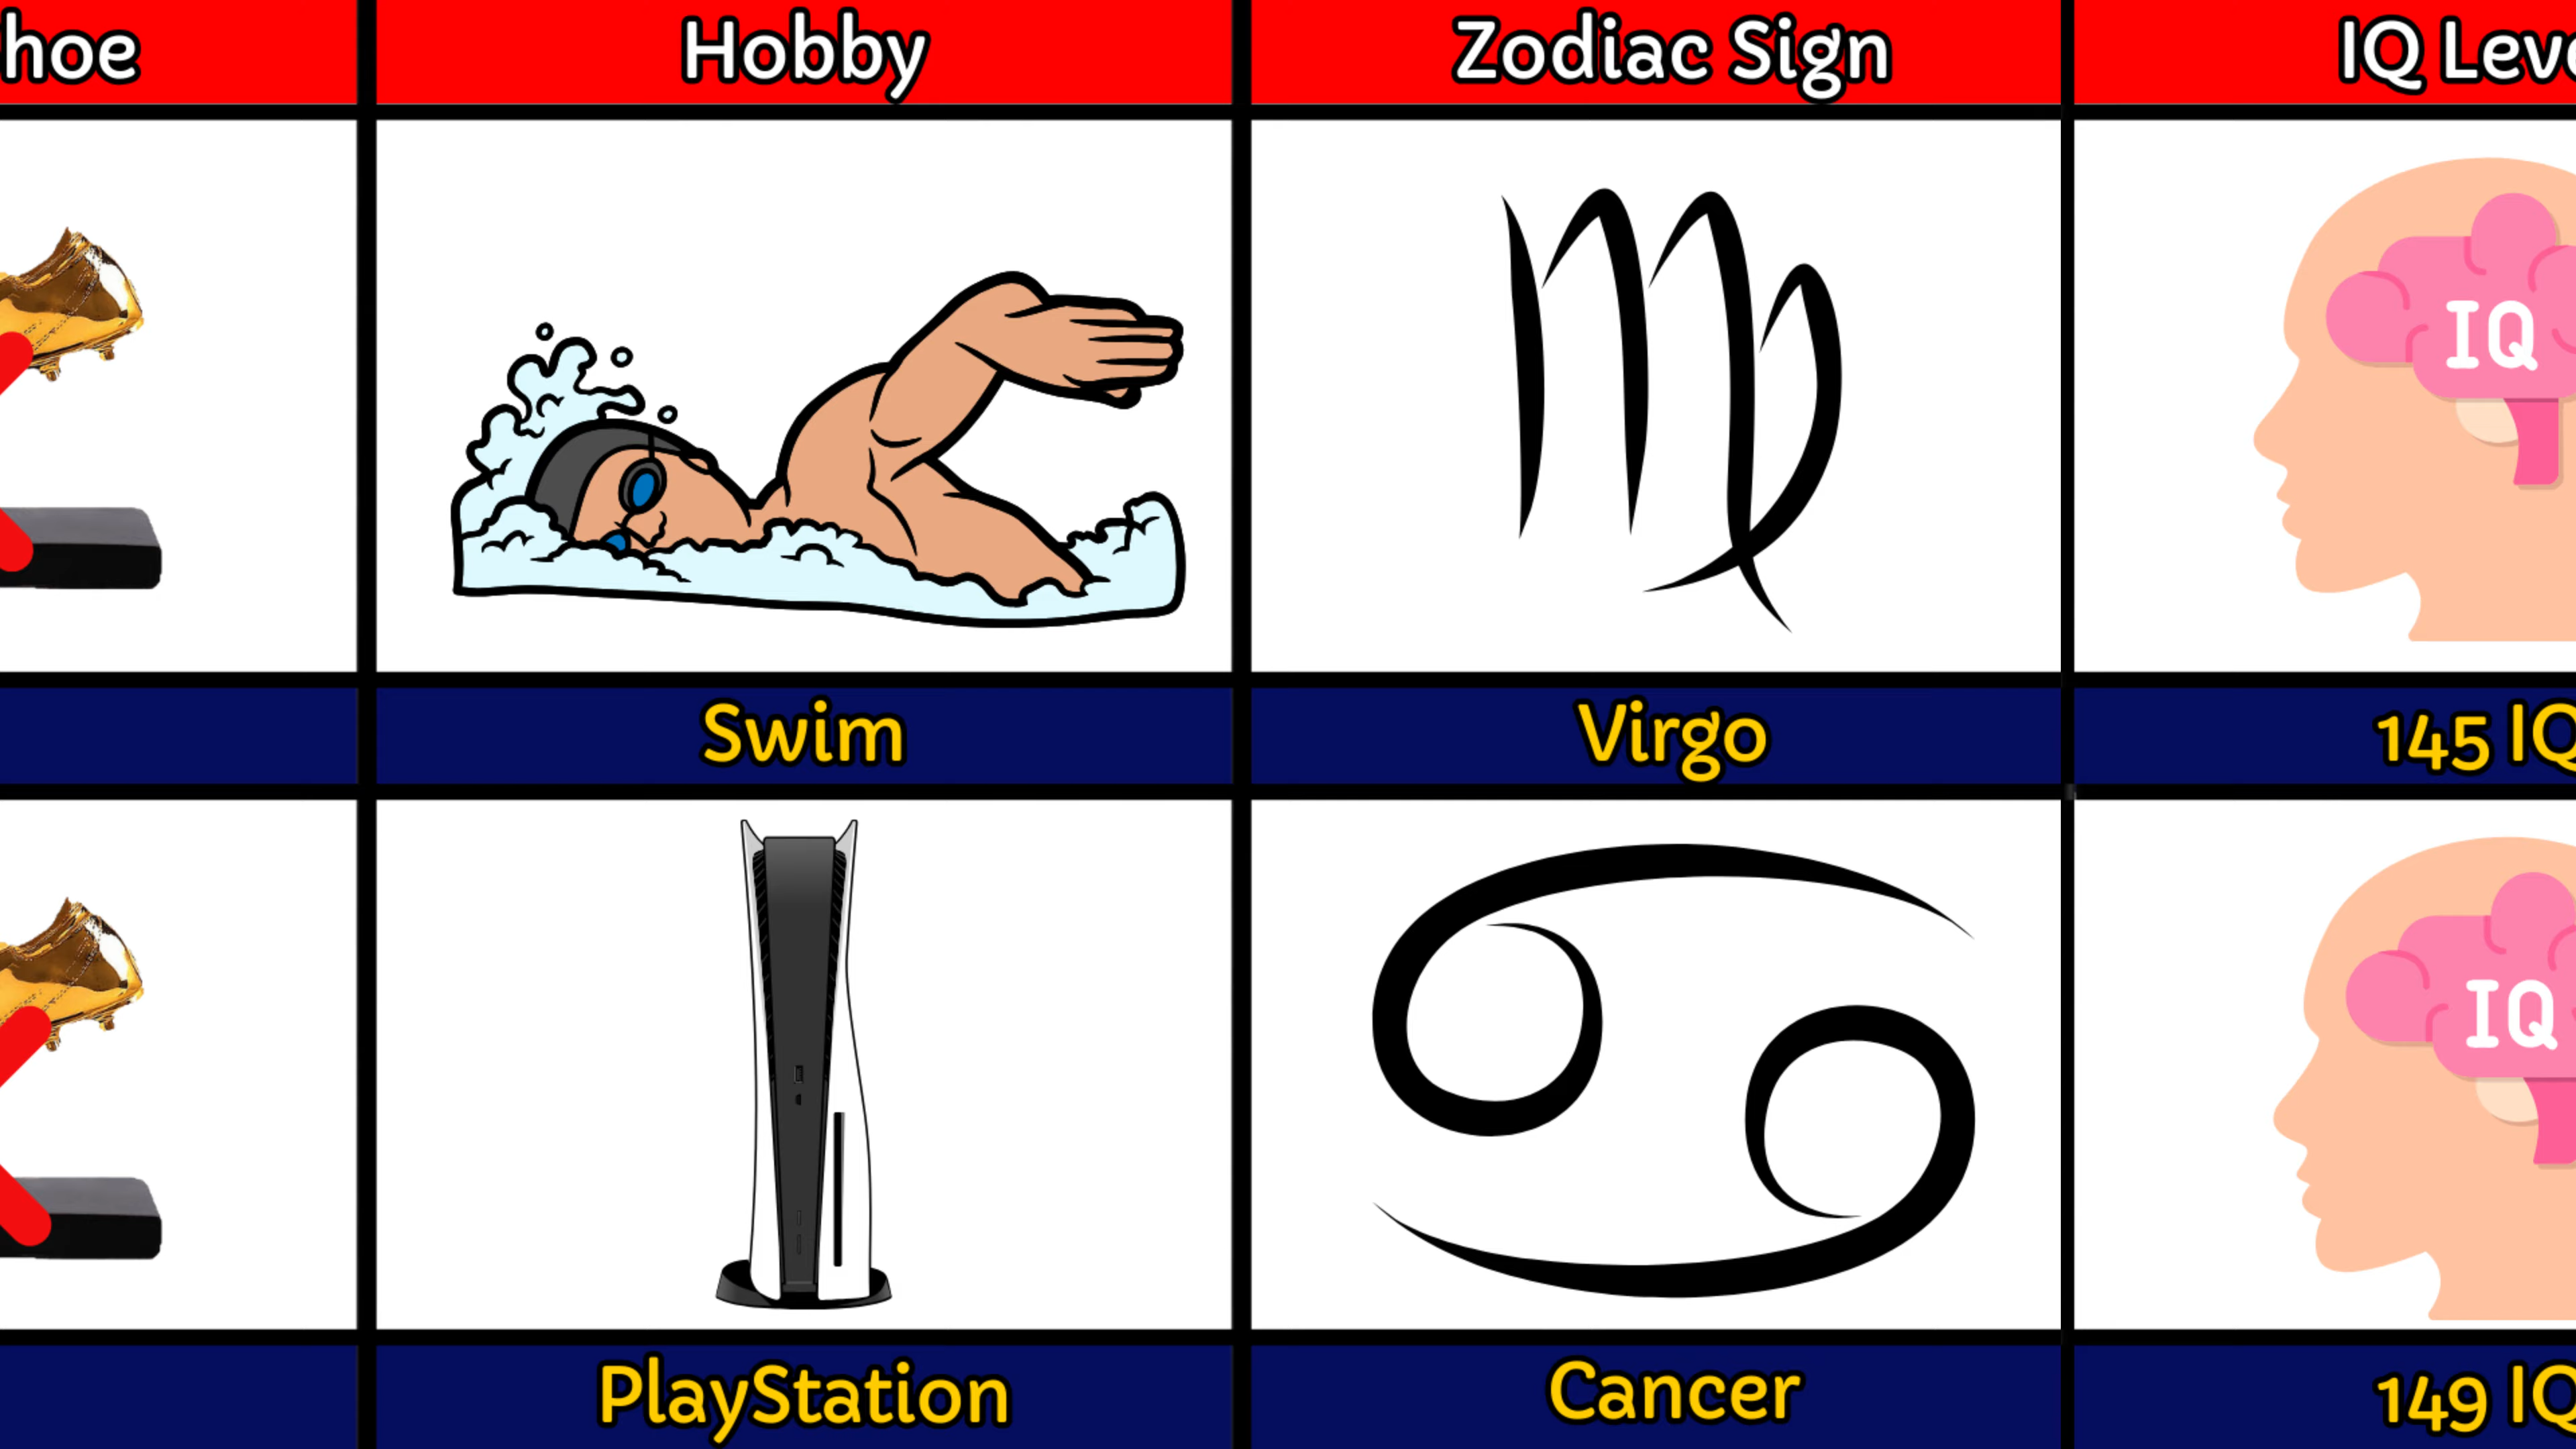 hoe
Hobby
Zodiac Sign
IQ Leve
IQ
Swim
Virgo
145 IQ
IQ
PlayStation
Cancer
149 IQ